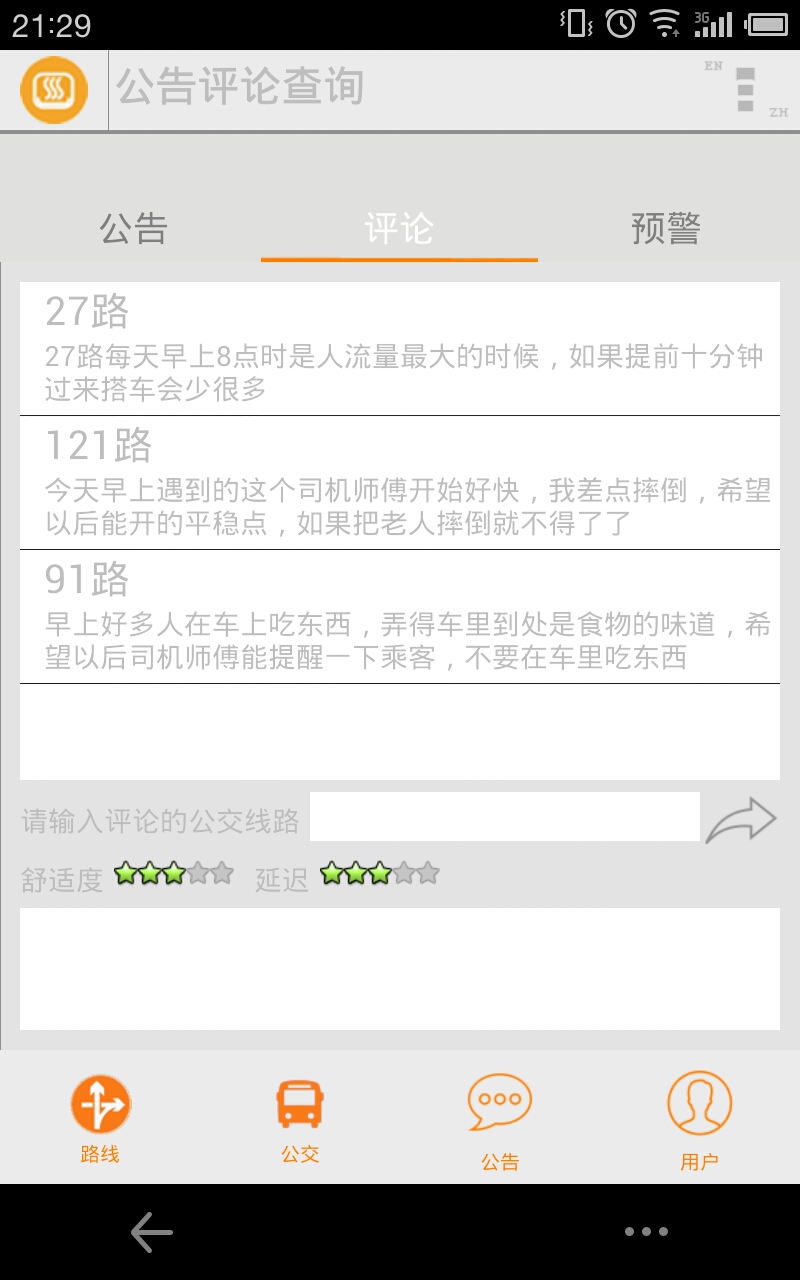 21:29
3G
公告评论查询
EN
ZH
公告
评论
预警
27路
27路每天早上8点时是人流量最大的时候，如果提前十分钟
过来搭车会少很多
121路
今天早上遇到的这个司机师傅开始好快，我差点摔倒，希望
以后能开的平稳点，如果把老人摔倒就不得了了
91路
早上好多人在车上吃东西，弄得车里到处是食物的味道，希
望以后司机师傅能提醒一下乘客，不要在车里吃东西
请输入评论的公交线路
舒适度 延迟
路线
公交
公告
用户